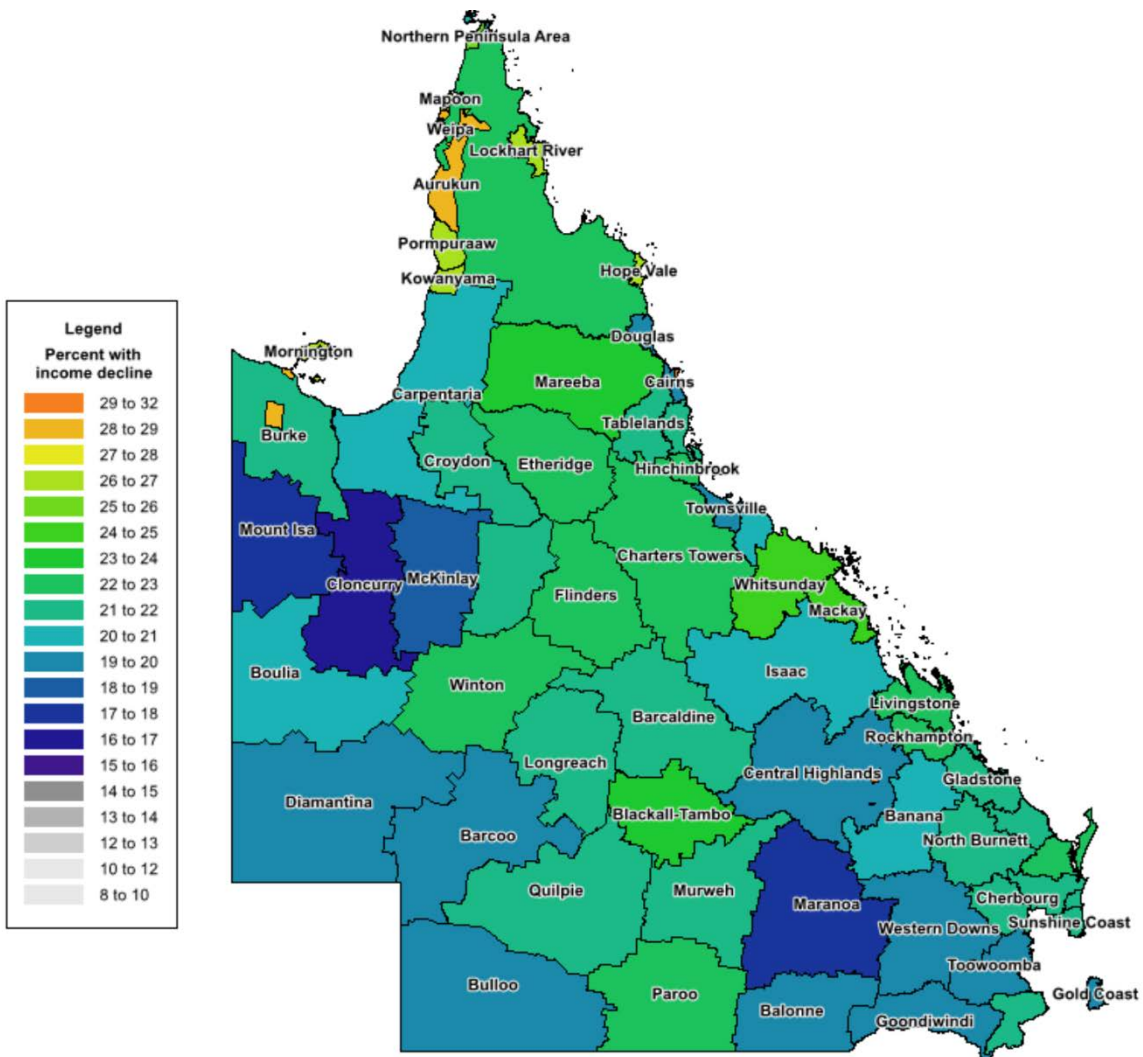 Northern Peninsula Area
Mapoon
Weipa
Lockhart River
Aurukun
Pormpuraaw
Kowanyama
Hope Vale
Douglas
Mornington
Mareeba
Cairns
Carpentaria
Tablelands
Burke
Croydon
Etheridge
Hinchinbrook
Townsville
Mount Isa
Charters Towers
Cloncurry
McKinlay
Flinders
Whitsunday
Mackay
Boulia
Winton
Isaac
Livingstone
Barcaldine
Rockhampton
Longreach
Central Highlands
Gladstone
Diamantina
Blackall-Tambo
Banana
Barcoo
North Burnett
Quilpie
Murweh
Cherbourg
Maranoa
Sunshine Coast
Western Downs
Toowoomba
Bulloo
Paroo
Gold Coast
Balonne
Goondiwindi
Legend
Percent with
income decline
29 to 32
28 to 29
27 to 28
26 to 27
25 to 26
24 to 25
23 to 24
22 to 23
21 to 22
20 to 21
19 to 20
18 to 19
17 to 18
16 to 17
15 to 16
14 to 15
13 to 14
12 to 13
10 to 12
8 to 10